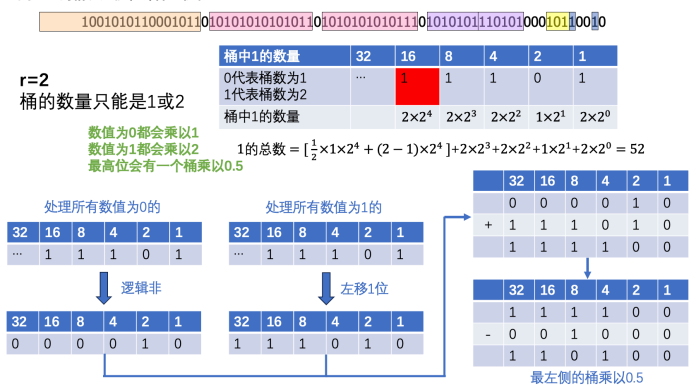 100101011000101101010101010101101010101010111010101011101010001011 0010
桶中1的数量 32 16 8 4 2 1
0代表桶数为1 ... 1 1 1 0 1
1代表桶数为2
桶中1的数量 2×2⁴ 2×2³ 2×2² 1×2¹ 2×2⁰
r=2
桶的数量只能是1或2
数值为0都会乘以1
数值为1都会乘以2
最高位会有一个桶乘以0.5
1的总数 = [½×1×2⁴ + (2 − 1)×2⁴ ]+2×2³+2×2²+1×2¹+2×2⁰ = 52
处理所有数值为0的
32 16 8 4 2 1
... 1 1 1 0 1
逻辑非
32 16 8 4 2 1
0 0 0 0 1 0
处理所有数值为1的
32 16 8 4 2 1
... 1 1 1 0 1
左移1位
32 16 8 4 2 1
1 1 1 0 1 0
32 16 8 4 2 1
0 0 0 0 1 0
+ 1 1 1 0 1 0
1 1 1 1 0 0
32 16 8 4 2 1
1 1 1 1 0 0
- 0 0 1 0 0 0
1 1 0 1 0 0
最左侧的桶乘以0.5